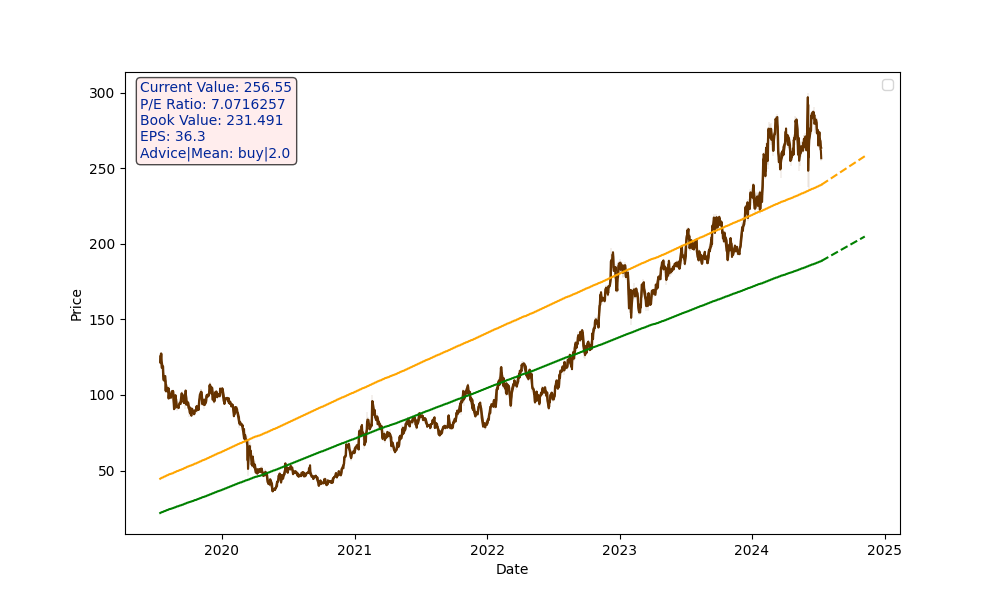 Current Value: 256.55
P/E Ratio: 7.0716257
Book Value: 231.491
EPS: 36.3
Advice|Mean: buy|2.0
300
250
200
150
100
50
Price
2020 2021 2022 2023 2024 2025
Date